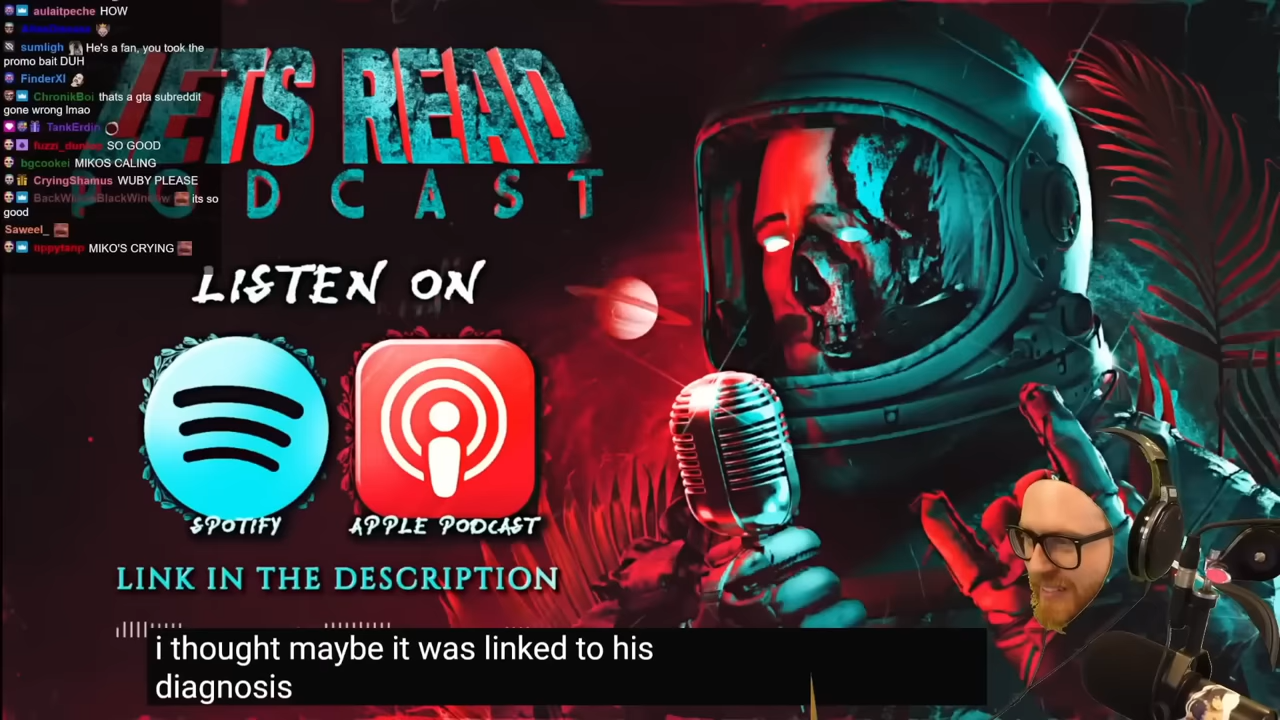 aulaitpeche HOW
sumligh He's a fan, you took the
promo bait DUH
FinderXI
ChronikBoi thats a gta subreddit
gone wrong lmao
TankErdin
SO GOOD
bgcookei MIKOS CALING
CryingShamus WUBY PLEASE
its so
good
Saweel_
MIKO'S CRYING
LETS READ
PODCAST
LISTEN ON
SPOTIFY
APPLE PODCAST
LINK IN THE DESCRIPTION
i thought maybe it was linked to his
diagnosis